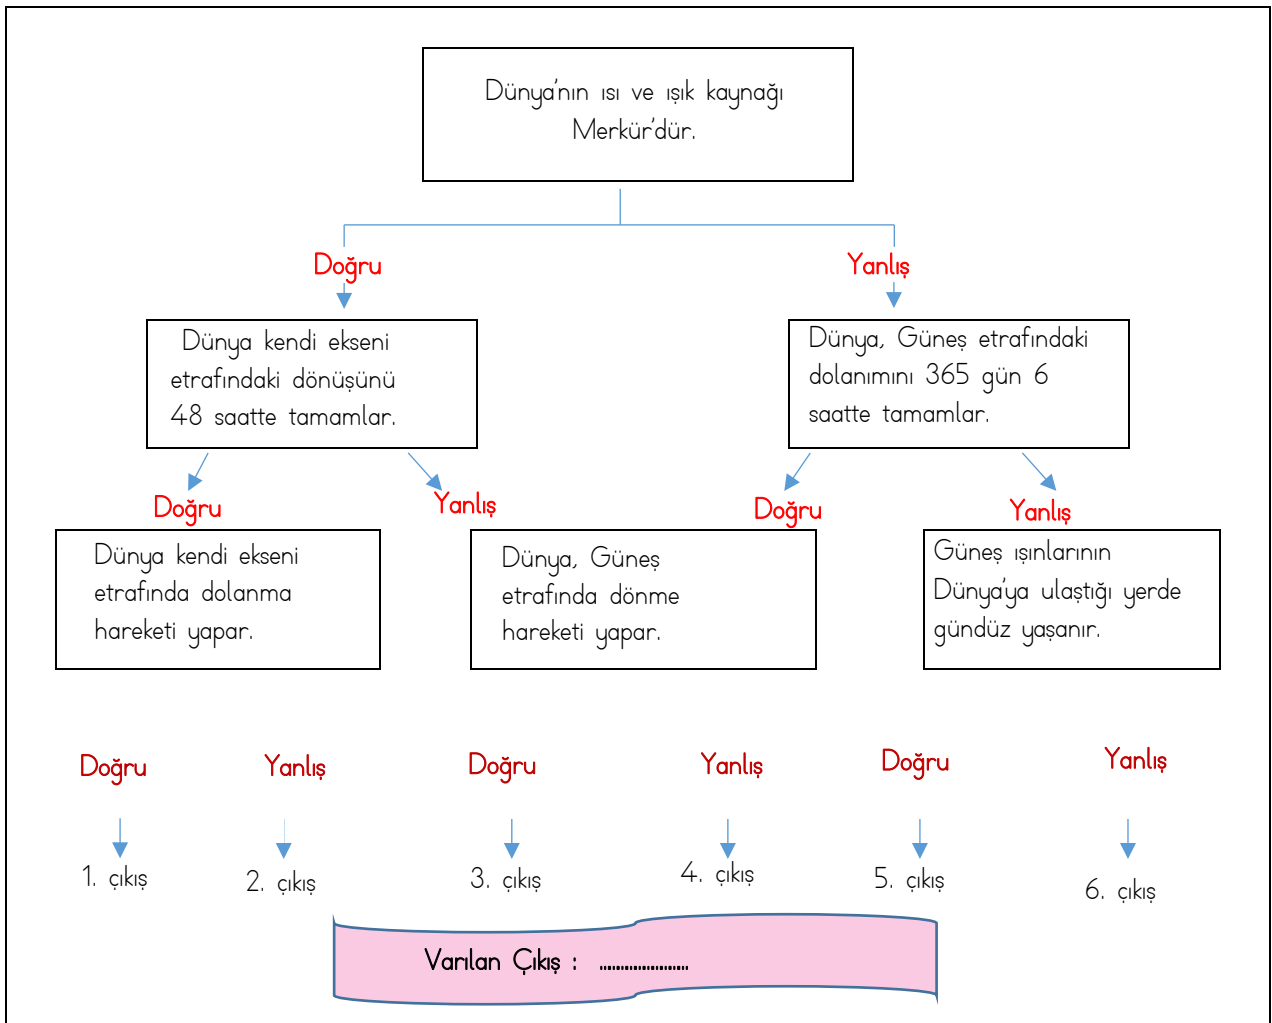 Dünya'nın ısı ve ışık kaynağı
Merkür'dür.
Doğru
Yanlış
Dünya kendi ekseni
etrafındaki dönüşünü
48 saatte tamamlar.
Dünya, Güneş etrafındaki
dolanımını 365 gün 6
saatte tamamlar.
Doğru
Yanlış
Doğru
Yanlış
Dünya kendi ekseni
etrafında dolanma
hareketi yapar.
Dünya, Güneş
etrafında dönme
hareketi yapar.
Güneş ışınlarının
Dünya'ya ulaştığı yerde
gündüz yaşanır.
Doğru
Yanlış
Doğru
Yanlış
Doğru
Yanlış
1. çıkış
2. çıkış
3. çıkış
4. çıkış
5. çıkış
6. çıkış
Varılan Çıkış : ......................